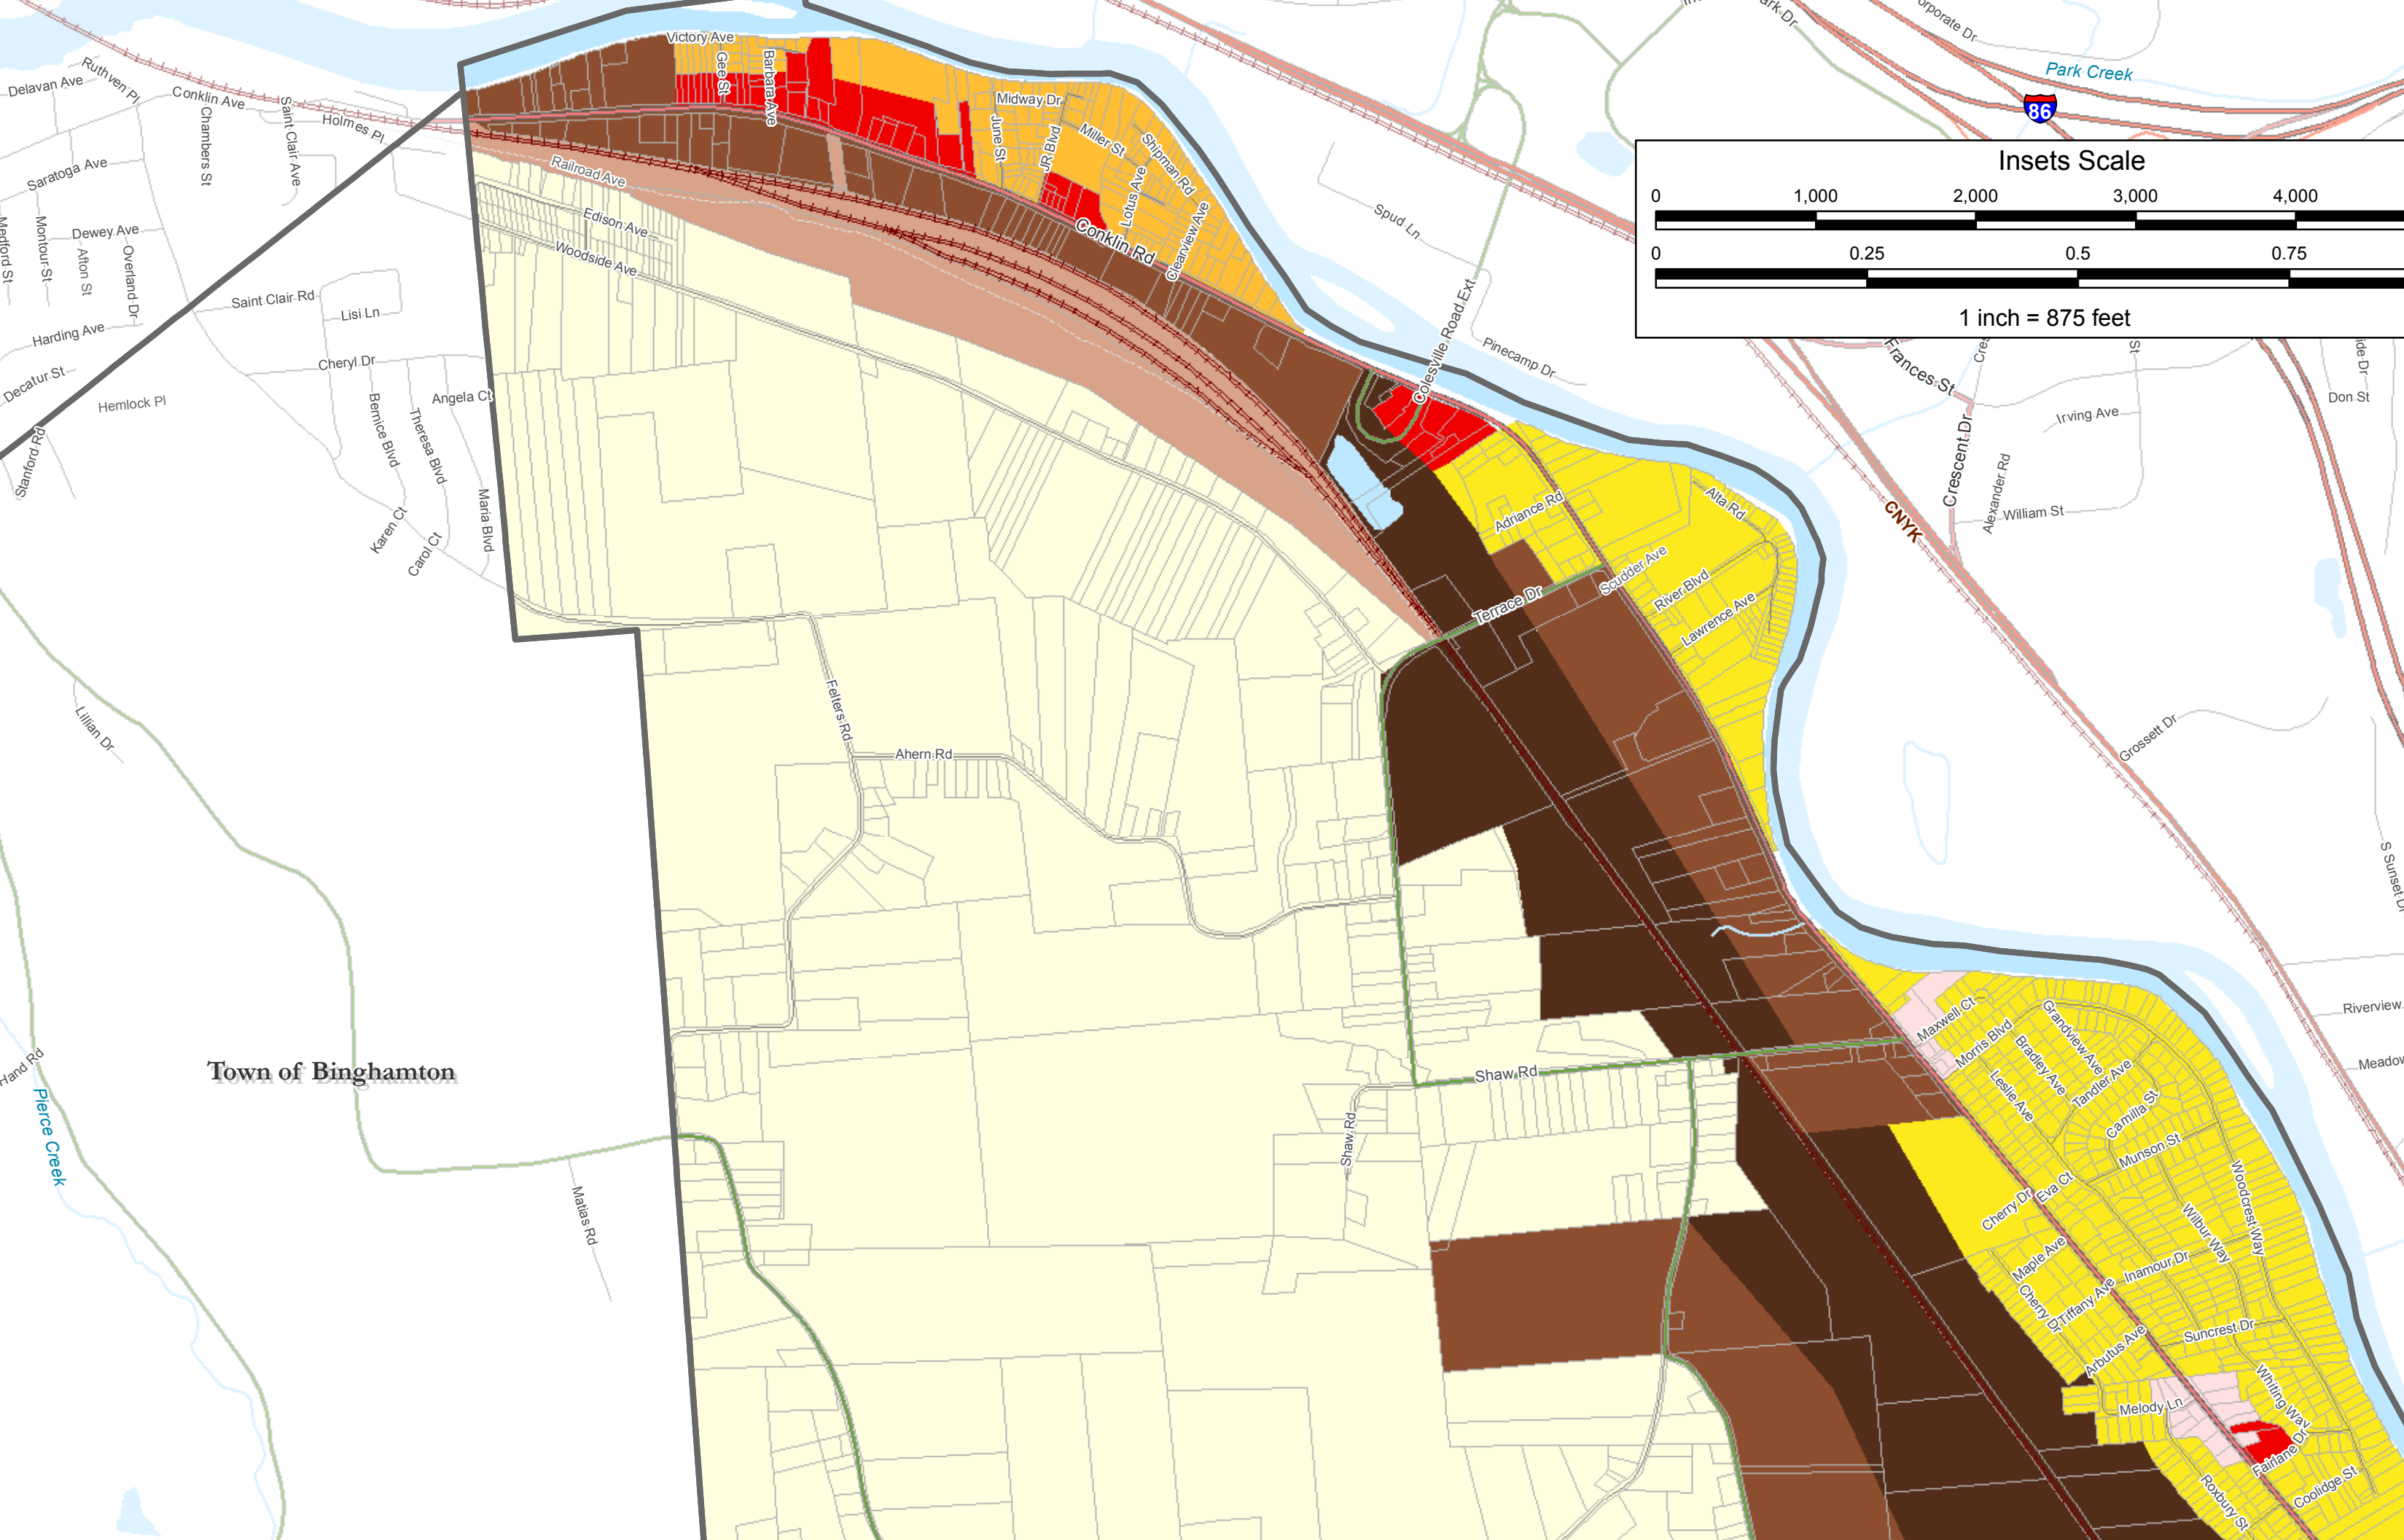 Victory Ave
Gee St
Barbara Ave
Park Creek
86
Delavan Ave
Ruthven Pl
Conklin Ave
Chambers St
Saint Clair Ave
Holmes Pl
Midway Dr
June St
JR Blvd
Miller St
Shipman Rd
Lotus Ave
Clearview Ave
Conklin Rd
Railroad Ave
Edison Ave
Woodside Ave
Saratoga Ave
Medford St
Montour St
Dewey Ave
Afton St
Overland Dr
Harding Ave
Decatur St
Hemlock Pl
Stanford Rd
Saint Clair Rd
Lisi Ln
Cheryl Dr
Bernice Blvd
Theresa Blvd
Angela Ct
Maria Blvd
Karen Ct
Carol Ct
Spud Ln
Colesville Road Ext
Pinecamp Dr
Insets Scale
0 1,000 2,000 3,000 4,000
0 0.25 0.5 0.75
1 inch = 875 feet
Frances St
Irving Ave
Don St
Crescent Dr
Alexander Rd
William St
CNYK
Adriance Rd
Alta Rd
Scudder Ave
River Blvd
Lawrence Ave
Terrace Dr
Lillian Dr
Felters Rd
Ahern Rd
Grossett Dr
S Sunset Dr
Riverview
Meadow
Town of Binghamton
Hand Rd
Pierce Creek
Matias Rd
Shaw Rd
Shaw Rd
Maxwell Ct
Morris Blvd
Grandview Ave
Bradley Ave
Tandler Ave
Leslie Ave
Camilla St
Munson St
Woodcrest Way
Wilbur Way
Cherry Dr
Eva Ct
Maple Ave
Inamour Dr
Tiffany Ave
Cherry Dr
Suncrest Dr
Arbutus Ave
Whiting Way
Melody Ln
Fairlane Dr
Coolidge St
Roxbury St